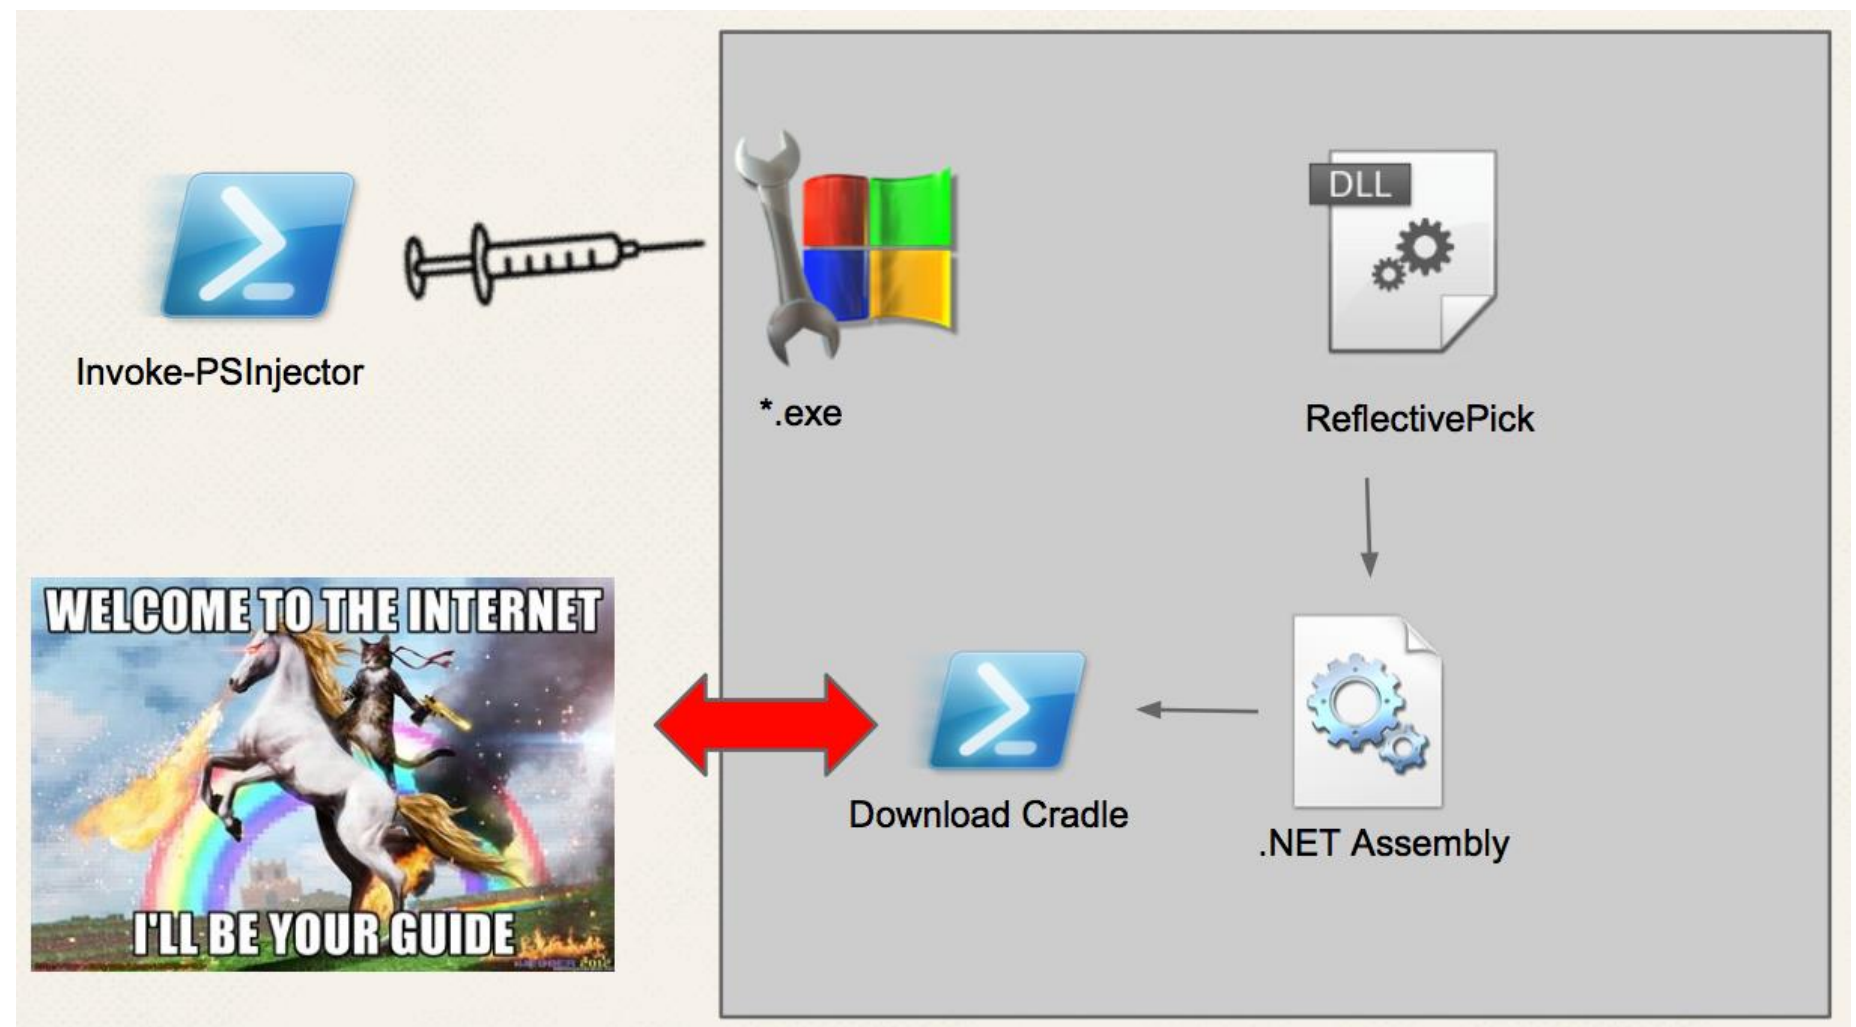 DLL
Invoke-PSInjector
*.exe
ReflectivePick
WELCOME TO THE INTERNET
I'LL BE YOUR GUIDE
Download Cradle
.NET Assembly